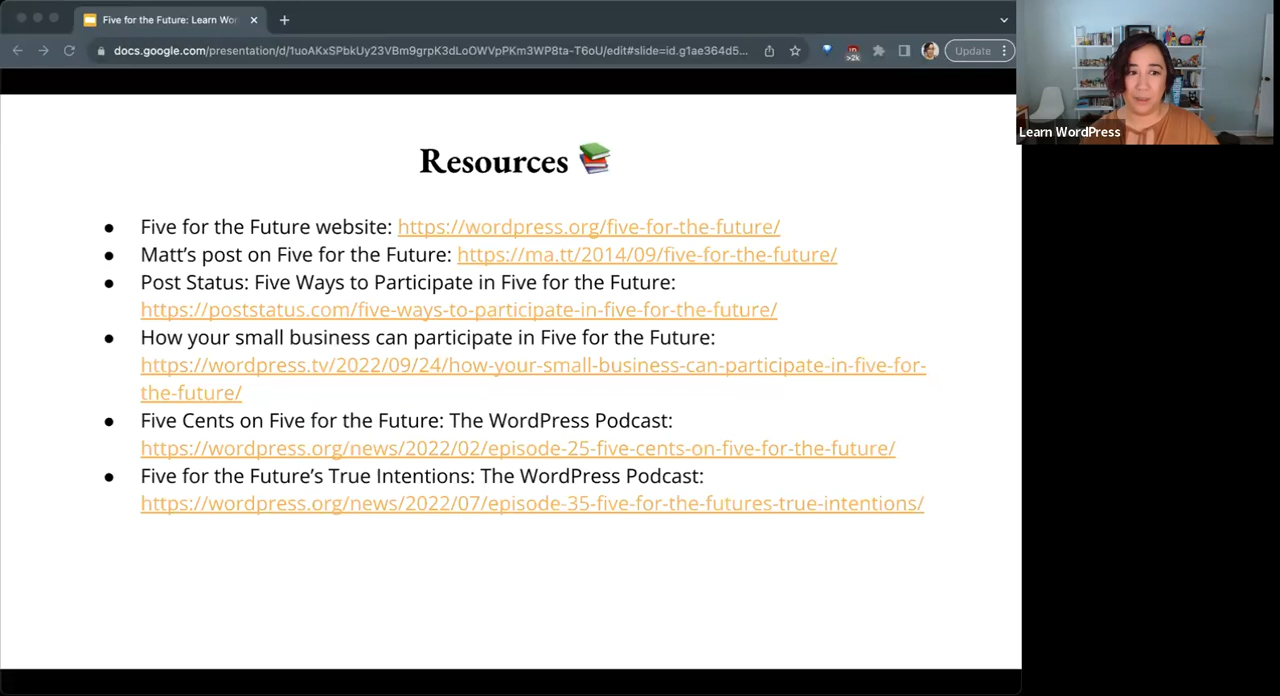 Five for the Future: Learn Wor
docs.google.com/presentation/d/1uoAKxSPbkUy23VBm9grpK3dLoOWVpPKm3WP8ta-T6oU/edit#slide=id.g1ae364d5...
>2k
Update
Learn WordPress
Resources
Five for the Future website: https://wordpress.org/five-for-the-future/
Matt’s post on Five for the Future: https://ma.tt/2014/09/five-for-the-future/
Post Status: Five Ways to Participate in Five for the Future:
https://poststatus.com/five-ways-to-participate-in-five-for-the-future/
How your small business can participate in Five for the Future:
https://wordpress.tv/2022/09/24/how-your-small-business-can-participate-in-five-for-
the-future/
Five Cents on Five for the Future: The WordPress Podcast:
https://wordpress.org/news/2022/02/episode-25-five-cents-on-five-for-the-future/
Five for the Future’s True Intentions: The WordPress Podcast:
https://wordpress.org/news/2022/07/episode-35-five-for-the-futures-true-intentions/